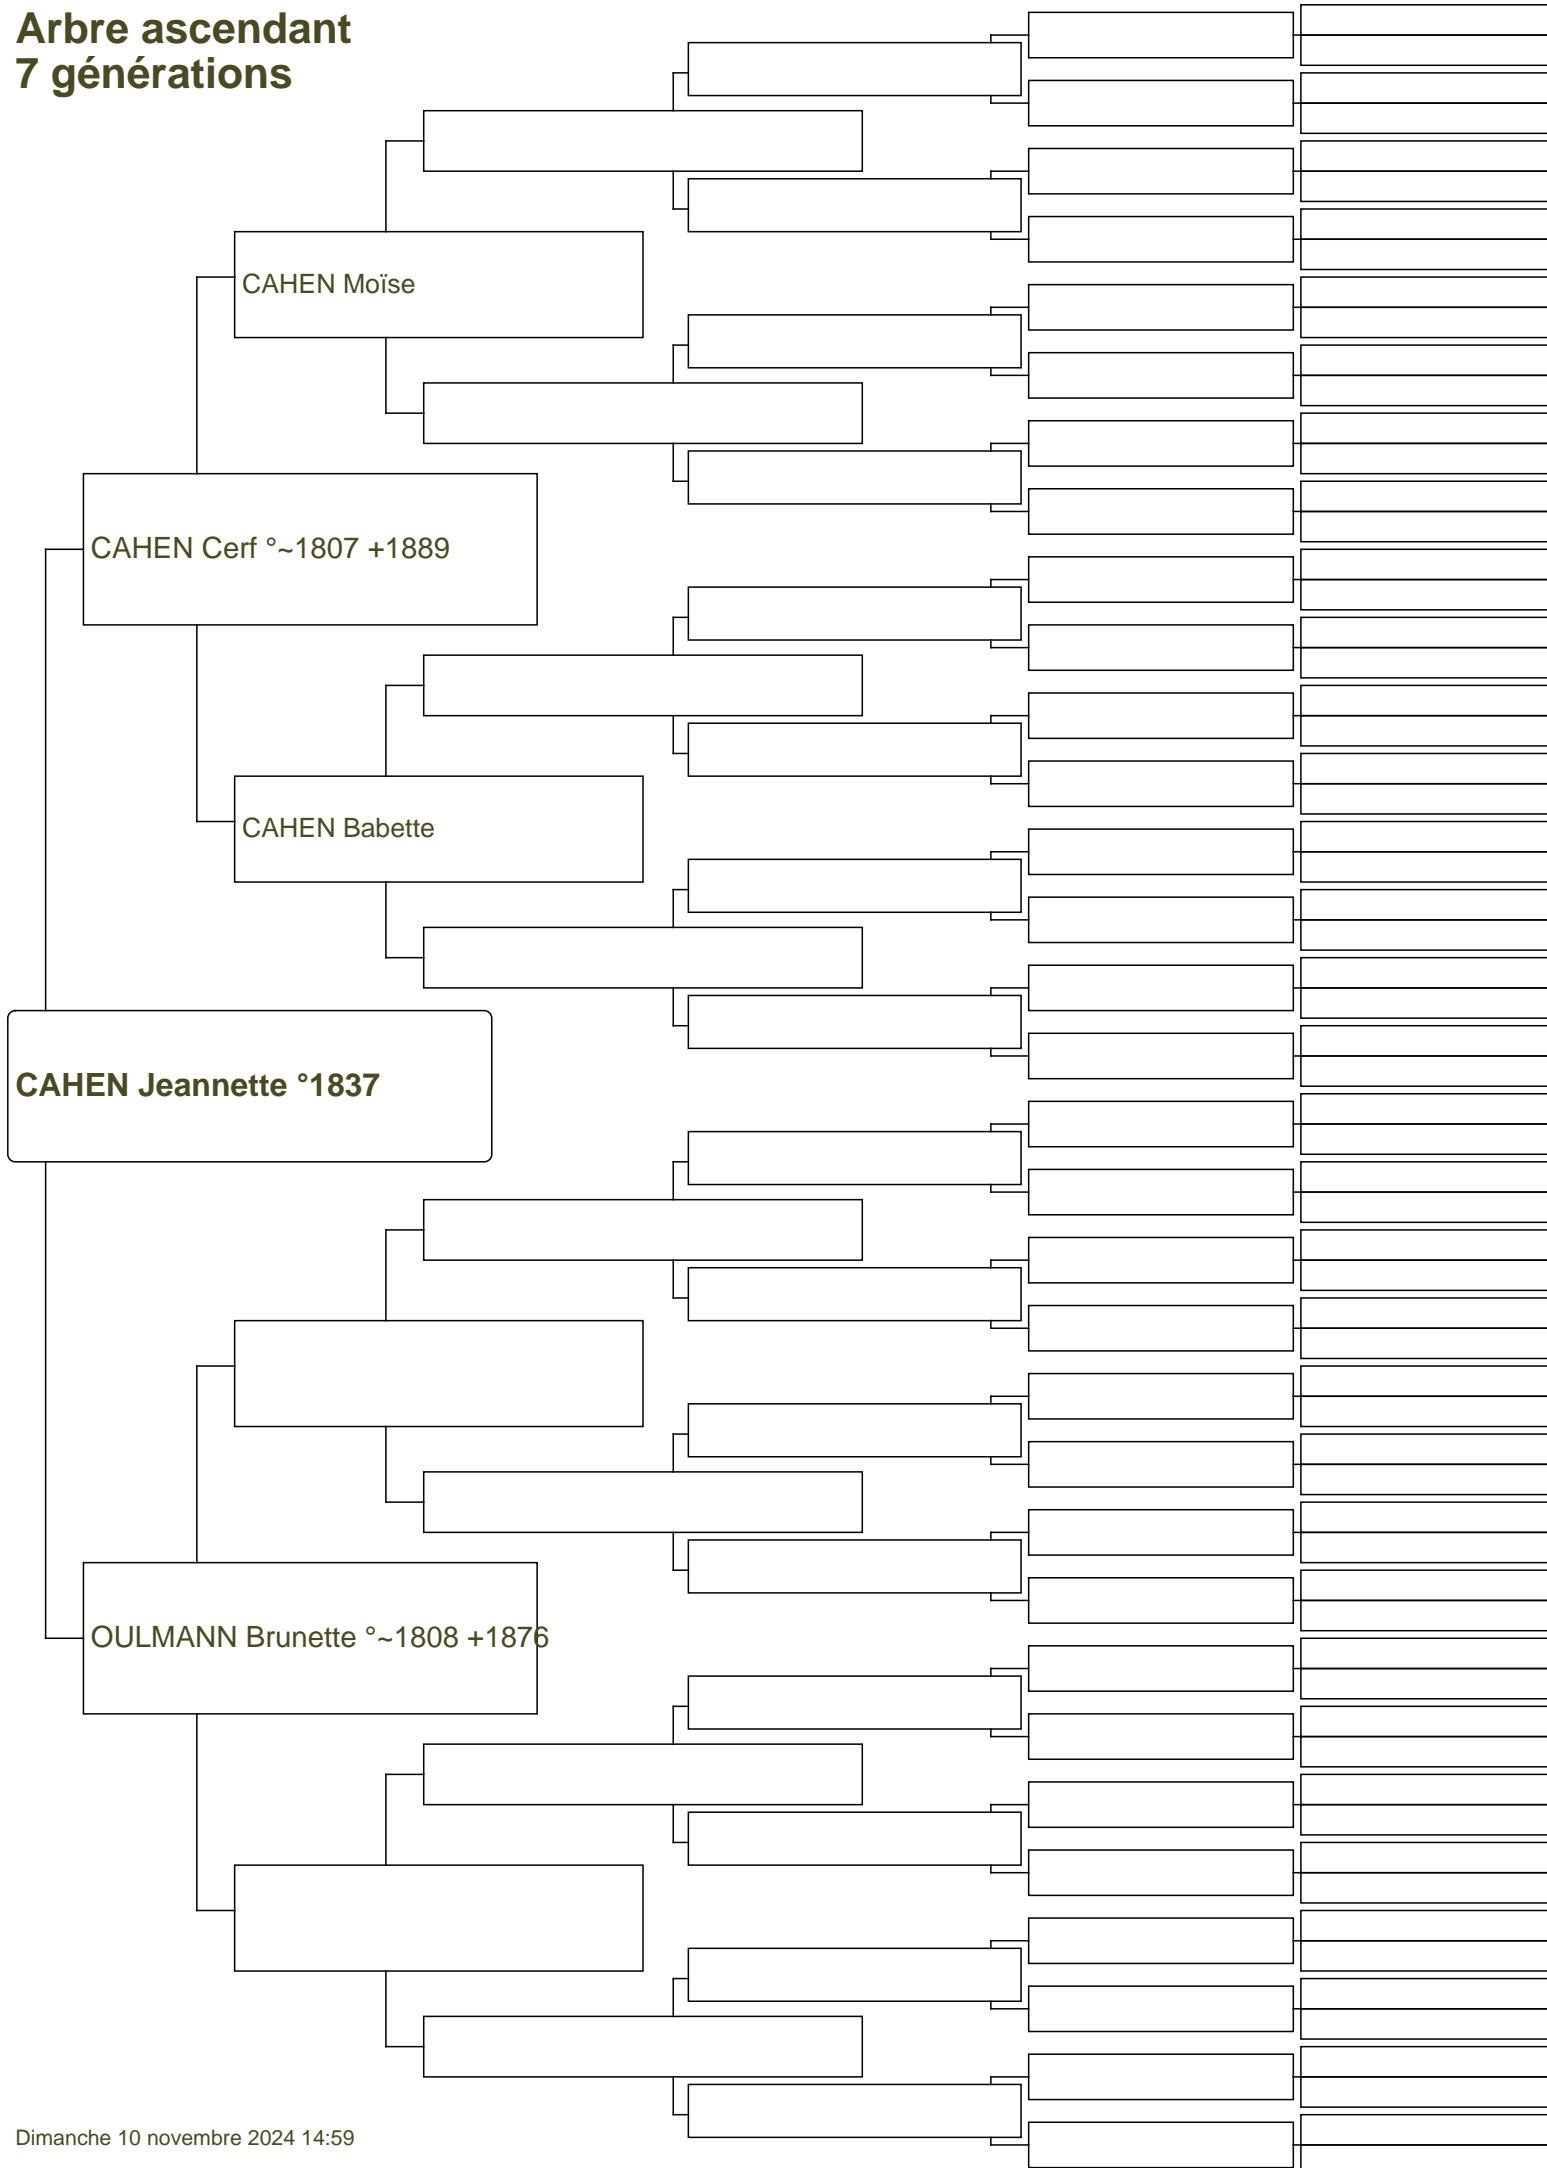 Arbre ascendant
7 générations
CAHEN Moïse
CAHEN Cerf °~1807 +1889
CAHEN Babette
CAHEN Jeannette °1837
OULMANN Brunette °~1808 +1876
Dimanche 10 novembre 2024 14:59